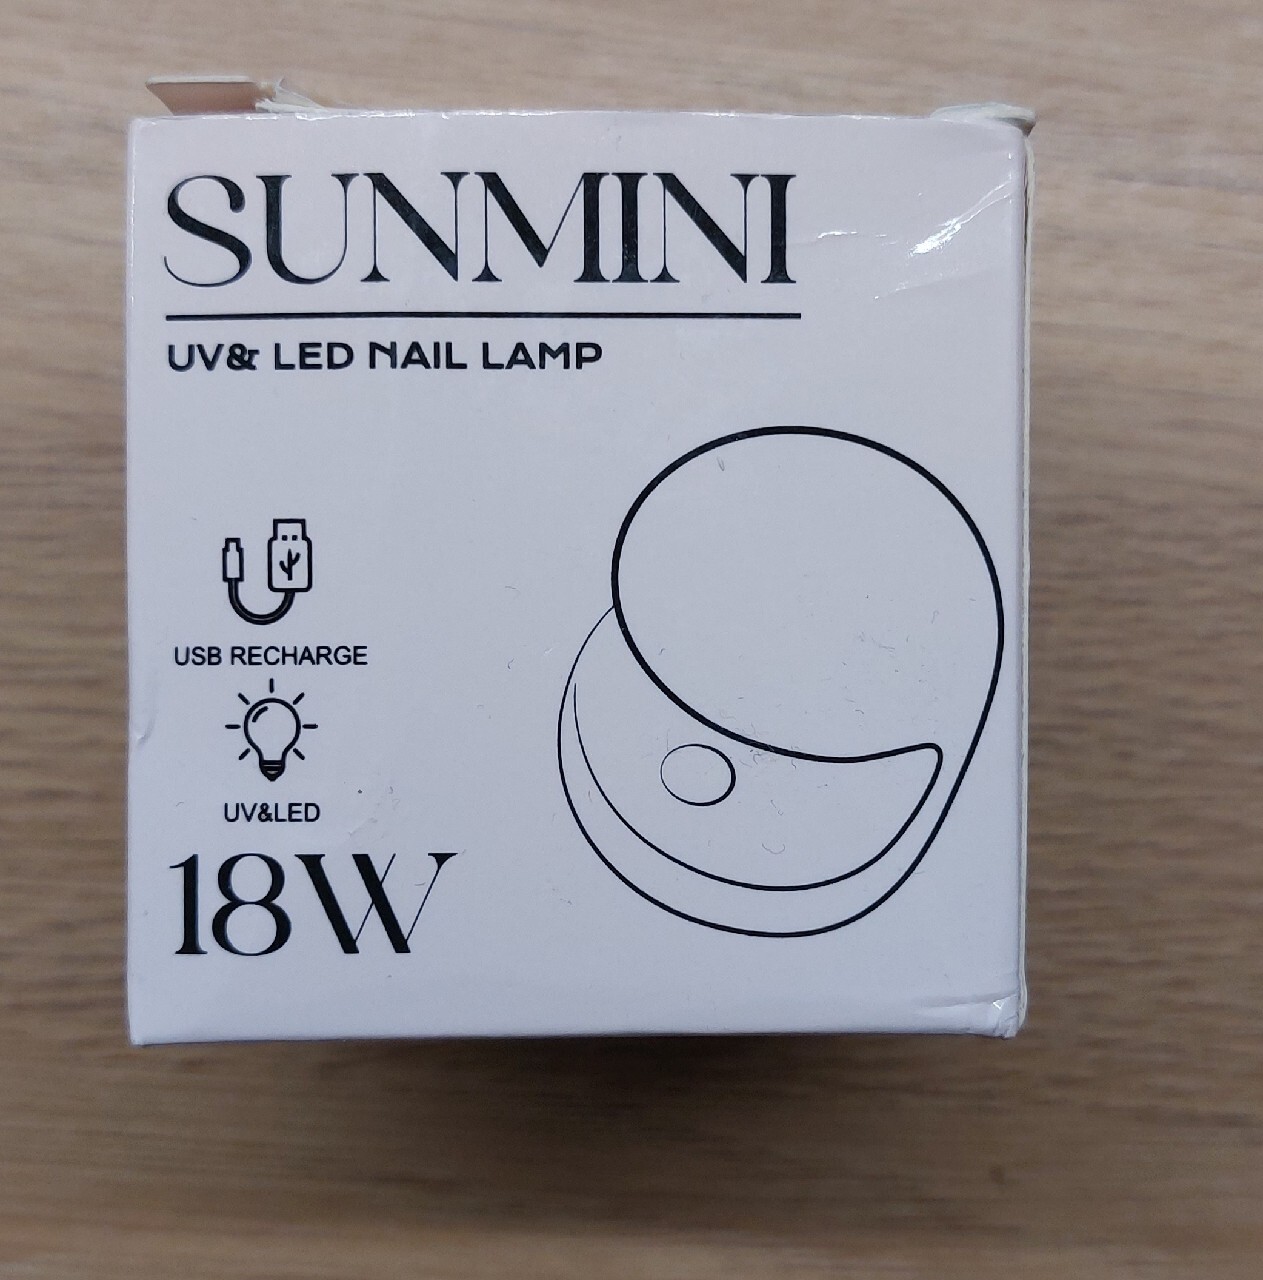 SUNMINI
UV& LED NAIL LAMP
USB RECHARGE
UV&LED
18W